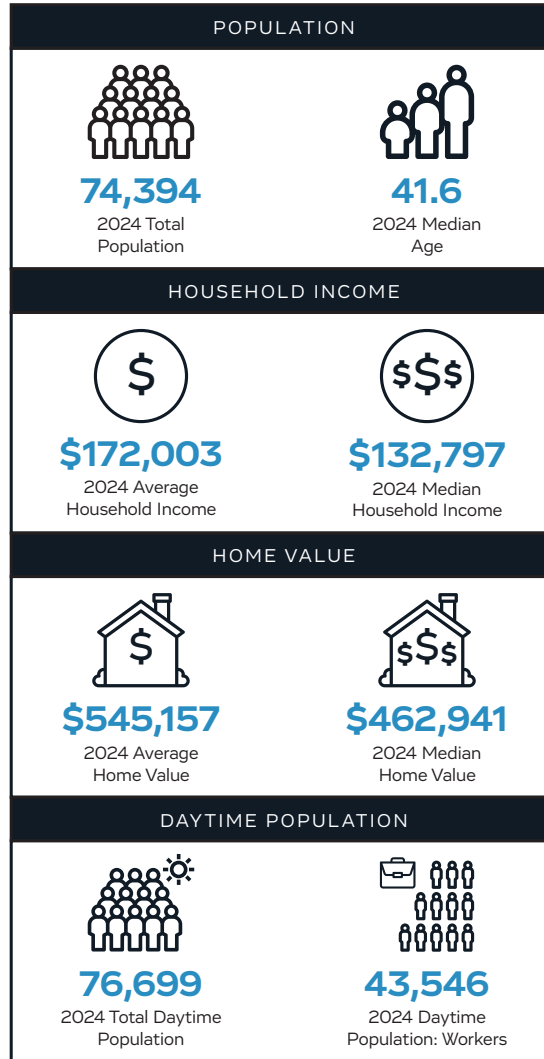 POPULATION
74,394
2024 Total
Population
41.6
2024 Median
Age
HOUSEHOLD INCOME
$
$172,003
2024 Average
Household Income
$$$
$132,797
2024 Median
Household Income
HOME VALUE
$
$545,157
2024 Average
Home Value
$$$
$462,941
2024 Median
Home Value
DAYTIME POPULATION
76,699
2024 Total Daytime
Population
43,546
2024 Daytime
Population: Workers